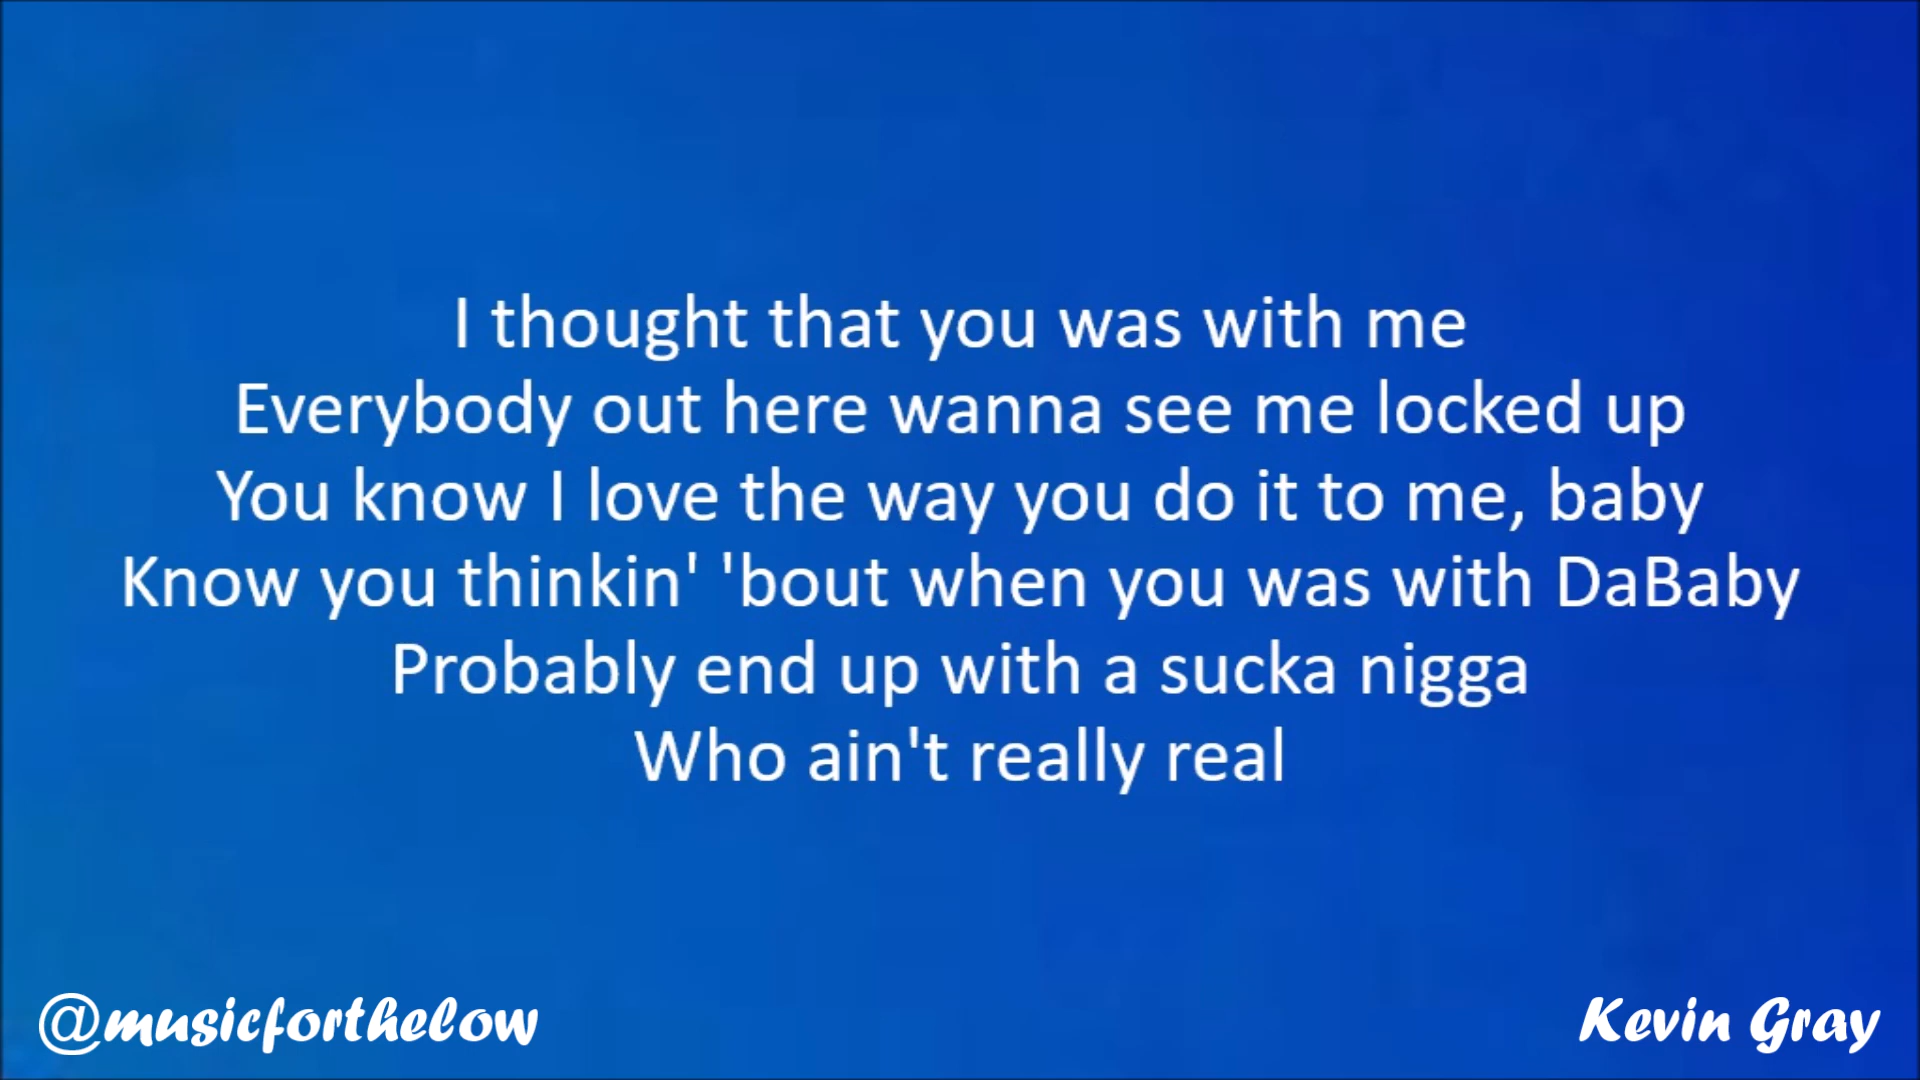 I thought that you was with me
Everybody out here wanna see me locked up
You know I love the way you do it to me, baby
Know you thinkin' 'bout when you was with DaBaby
Probably end up with a sucka nigga
Who ain't really real
@musicforthelow
Kevin Gray